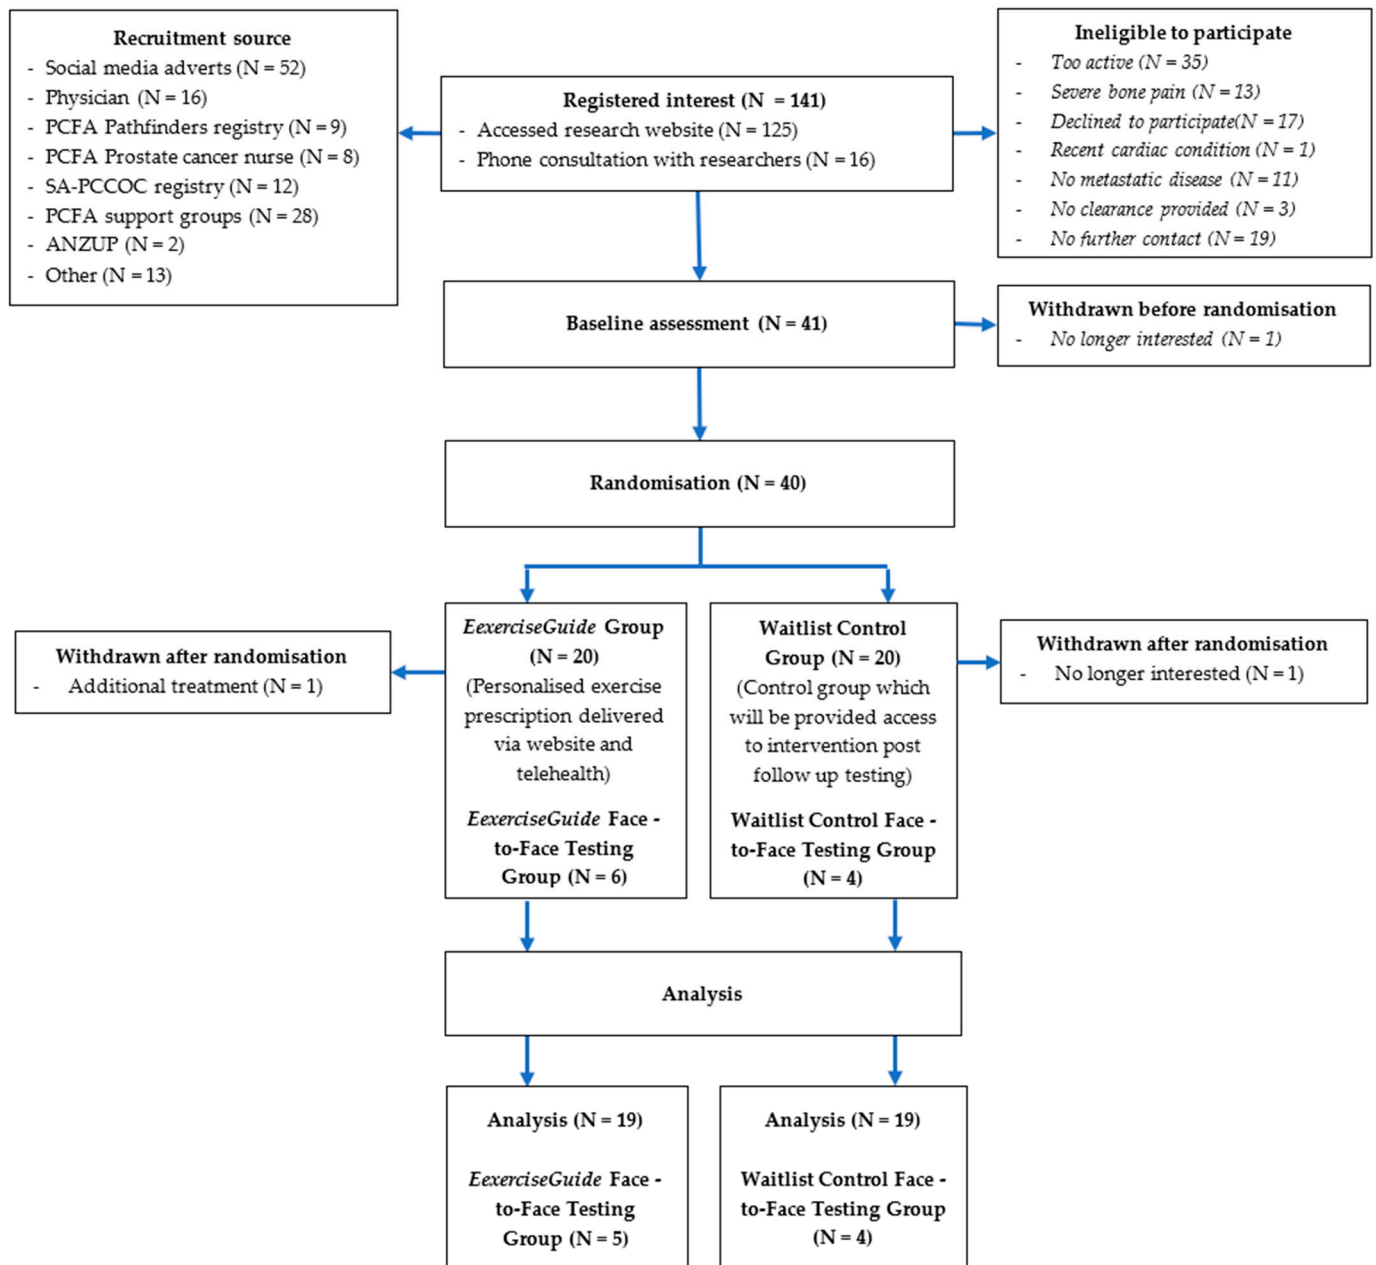 Recruitment source
- Social media adverts (N = 52)
- Physician (N = 16)
- PCFA Pathfinders registry (N = 9)
- PCFA Prostate cancer nurse (N = 8)
- SA-PCCOC registry (N = 12)
- PCFA support groups (N = 28)
- ANZUP (N = 2)
- Other (N = 13)
Registered interest (N = 141)
- Accessed research website (N = 125)
- Phone consultation with researchers (N = 16)
Ineligible to participate
- Too active (N = 35)
- Severe bone pain (N = 13)
- Declined to participate(N = 17)
- Recent cardiac condition (N = 1)
- No metastatic disease (N = 11)
- No clearance provided (N = 3)
- No further contact (N = 19)
Baseline assessment (N = 41)
Withdrawn before randomisation
- No longer interested (N = 1)
Randomisation (N = 40)
Withdrawn after randomisation
- Additional treatment (N = 1)
EexerciseGuide Group
(N = 20)
(Personalised exercise
prescription delivered
via website and
telehealth)
EexerciseGuide Face -
to-Face Testing
Group (N = 6)
Waitlist Control
Group (N = 20)
(Control group which
will be provided access
to intervention post
follow up testing)
Waitlist Control Face -
to-Face Testing Group
(N = 4)
Withdrawn after randomisation
- No longer interested (N = 1)
Analysis
Analysis (N = 19)
EexerciseGuide Face -
to-Face Testing
Group (N = 5)
Analysis (N = 19)
Waitlist Control Face -
to-Face Testing Group
(N = 4)